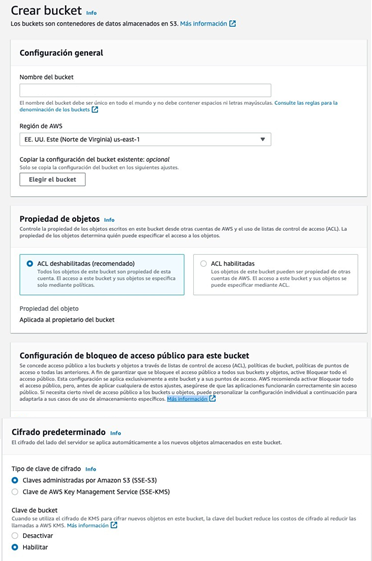 Crear bucket Info
Los buckets son contenedores de datos almacenados en S3. Más información
Configuración general
Nombre del bucket
El nombre del bucket debe ser único en todo el mundo y no debe contener espacios ni letras mayúsculas. Consulte las reglas para la
denominación de los buckets
Región de AWS
EE. UU. Este (Norte de Virginia) us-east-1
Copiar la configuración del bucket existente: opcional
Solo se copia la configuración del bucket en los siguientes ajustes.
Elegir el bucket
Propiedad de objetos Info
Controle la propiedad de los objetos escritos en este bucket desde otras cuentas de AWS y el uso de listas de control de acceso (ACL). La
propiedad de los objetos determina quién puede especificar el acceso a los objetos.
ACL deshabilitadas (recomendado)
Todos los objetos de este bucket son propiedad de esta
cuenta. El acceso a este bucket y sus objetos se especifica
solo mediante políticas.
ACL habilitadas
Los objetos de este bucket pueden ser propiedad de otras
cuentas de AWS. El acceso a este bucket y sus objetos se
puede especificar mediante ACL.
Propiedad del objeto
Aplicada al propietario del bucket
Configuración de bloqueo de acceso público para este bucket
Se concede acceso público a los buckets y objetos a través de listas de control de acceso (ACL), políticas de bucket, políticas de puntos de
acceso o todas las anteriores. A fin de garantizar que se bloquee el acceso público a todos sus buckets y objetos, active Bloquear todo el
acceso público. Esta configuración se aplica exclusivamente a este bucket y a sus puntos de acceso. AWS recomienda activar Bloquear todo
el acceso público, pero, antes de aplicar cualquiera de estos ajustes, asegúrese de que las aplicaciones funcionarán correctamente sin acceso
público. Si necesita cierto nivel de acceso público a los buckets u objetos, puede personalizar la configuración individual a continuación para
adaptarla a sus casos de uso de almacenamiento específicos. Más información
Cifrado predeterminado Info
El cifrado del lado del servidor se aplica automáticamente a los nuevos objetos almacenados en este bucket.
Tipo de clave de cifrado Info
Claves administradas por Amazon S3 (SSE-S3)
Clave de AWS Key Management Service (SSE-KMS)
Clave de bucket
Cuando se utiliza el cifrado de KMS para cifrar nuevos objetos en este bucket, la clave del bucket reduce los costos de cifrado al reducir las
llamadas a AWS KMS. Más información
Desactivar
Habilitar